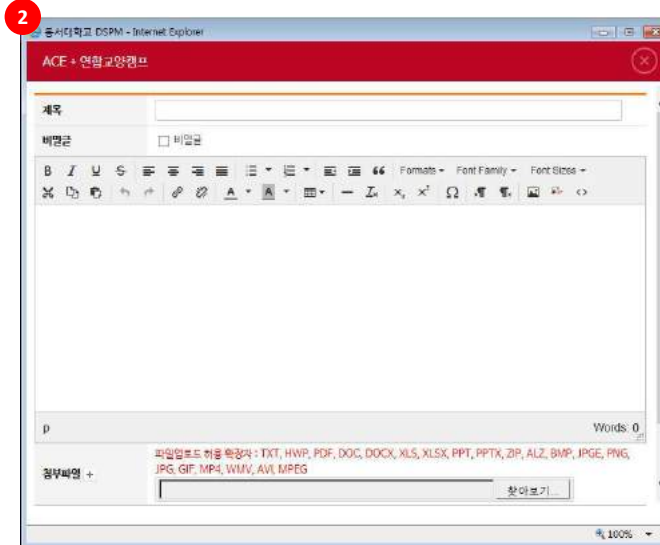 2
동서대학교 DSPM - Internet Explorer
ACE + 연합교양캠프
제목
비밀글 비밀글
Formats Font Family Font Sizes
p Words: 0
파일업로드 허용 확장자 : TXT, HWP, PDF, DOC, DOCX, XLS, XLSX, PPT, PPTX, ZIP, ALZ, BMP, JPGE, PNG,
JPG, GIF, MP4, WMV, AVI, MPEG
첨부파일 +
찾아보기...
100%